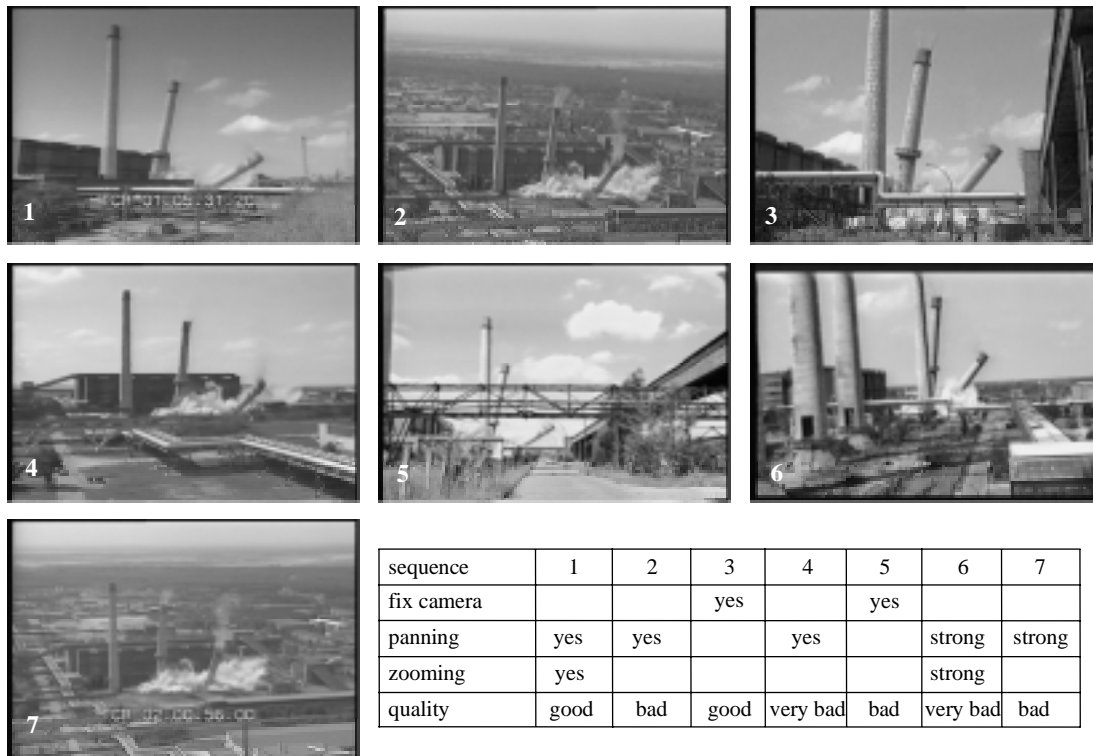 1
2
3
4
5
6
7
sequence 1 2 3 4 5 6 7
fix camera yes yes
panning yes yes yes strong strong
zooming yes strong
quality good bad good very bad bad very bad bad